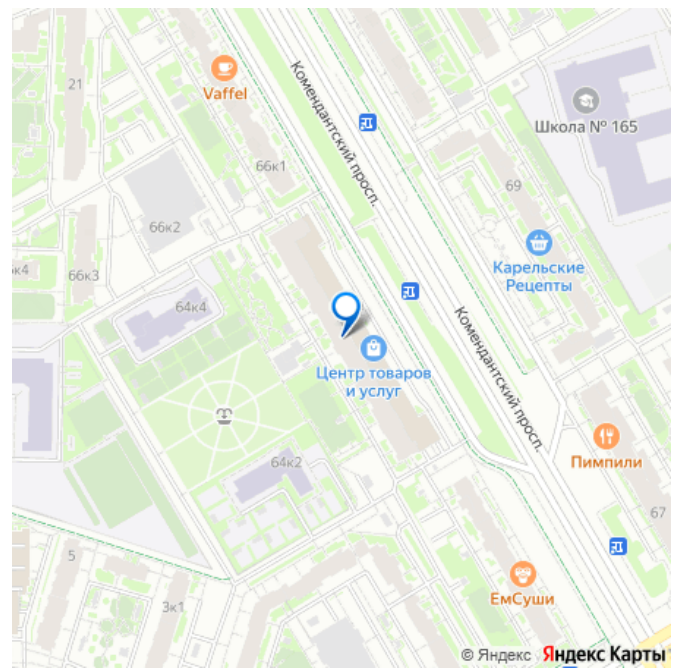 21
Vaffel
Комендантский просп.
Школа № 165
66к1
69
66к2
Карельские
Рецепты
к4
66к3
64к4
Комендантский просп.
Центр товаров
и услуг
Пимпили
64к2
67
5
ЕмСуши
3к1
© Яндекс Яндекс Карты